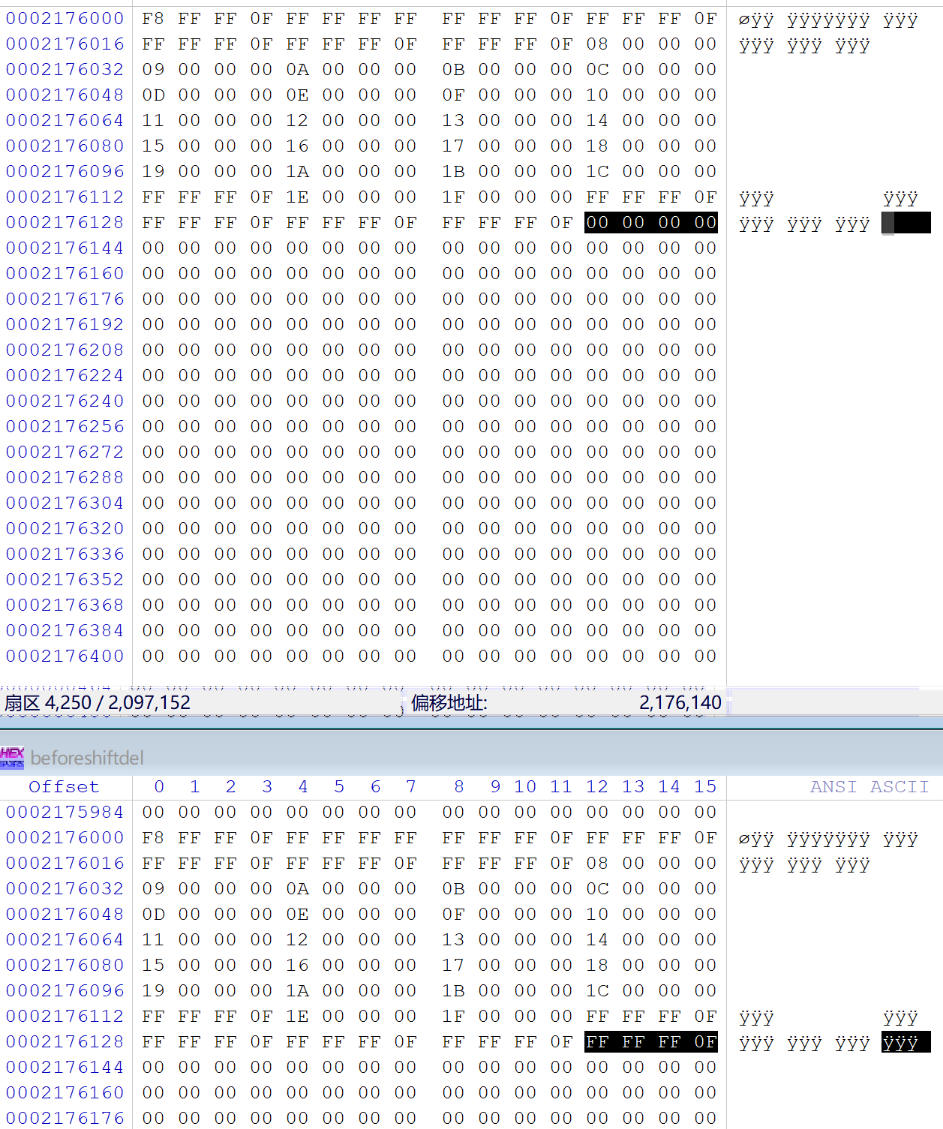 0002176000 F8 FF FF 0F FF FF FF FF FF FF FF 0F FF FF FF 0F øÿÿ ÿÿÿÿÿÿÿ ÿÿÿ
0002176016 FF FF FF 0F FF FF FF 0F FF FF FF 0F 08 00 00 00 ÿÿÿ ÿÿÿ ÿÿÿ
0002176032 09 00 00 00 0A 00 00 00 0B 00 00 00 0C 00 00 00
0002176048 0D 00 00 00 0E 00 00 00 0F 00 00 00 10 00 00 00
0002176064 11 00 00 00 12 00 00 00 13 00 00 00 14 00 00 00
0002176080 15 00 00 00 16 00 00 00 17 00 00 00 18 00 00 00
0002176096 19 00 00 00 1A 00 00 00 1B 00 00 00 1C 00 00 00
0002176112 FF FF FF 0F 1E 00 00 00 1F 00 00 00 FF FF FF 0F ÿÿÿ ÿÿÿ
0002176128 FF FF FF 0F FF FF FF 0F FF FF FF 0F 00 00 00 00 ÿÿÿ ÿÿÿ ÿÿÿ
0002176144 00 00 00 00 00 00 00 00 00 00 00 00 00 00 00 00
0002176160 00 00 00 00 00 00 00 00 00 00 00 00 00 00 00 00
0002176176 00 00 00 00 00 00 00 00 00 00 00 00 00 00 00 00
0002176192 00 00 00 00 00 00 00 00 00 00 00 00 00 00 00 00
0002176208 00 00 00 00 00 00 00 00 00 00 00 00 00 00 00 00
0002176224 00 00 00 00 00 00 00 00 00 00 00 00 00 00 00 00
0002176240 00 00 00 00 00 00 00 00 00 00 00 00 00 00 00 00
0002176256 00 00 00 00 00 00 00 00 00 00 00 00 00 00 00 00
0002176272 00 00 00 00 00 00 00 00 00 00 00 00 00 00 00 00
0002176288 00 00 00 00 00 00 00 00 00 00 00 00 00 00 00 00
0002176304 00 00 00 00 00 00 00 00 00 00 00 00 00 00 00 00
0002176320 00 00 00 00 00 00 00 00 00 00 00 00 00 00 00 00
0002176336 00 00 00 00 00 00 00 00 00 00 00 00 00 00 00 00
0002176352 00 00 00 00 00 00 00 00 00 00 00 00 00 00 00 00
0002176368 00 00 00 00 00 00 00 00 00 00 00 00 00 00 00 00
0002176384 00 00 00 00 00 00 00 00 00 00 00 00 00 00 00 00
0002176400 00 00 00 00 00 00 00 00 00 00 00 00 00 00 00 00
扇区 4,250 / 2,097,152 偏移地址: 2,176,140
HEX beforeshiftdel
Offset 0 1 2 3 4 5 6 7 8 9 10 11 12 13 14 15 ANSI ASCII
0002175984 00 00 00 00 00 00 00 00 00 00 00 00 00 00 00 00
0002176000 F8 FF FF 0F FF FF FF FF FF FF FF 0F FF FF FF 0F øÿÿ ÿÿÿÿÿÿÿ ÿÿÿ
0002176016 FF FF FF 0F FF FF FF 0F FF FF FF 0F 08 00 00 00 ÿÿÿ ÿÿÿ ÿÿÿ
0002176032 09 00 00 00 0A 00 00 00 0B 00 00 00 0C 00 00 00
0002176048 0D 00 00 00 0E 00 00 00 0F 00 00 00 10 00 00 00
0002176064 11 00 00 00 12 00 00 00 13 00 00 00 14 00 00 00
0002176080 15 00 00 00 16 00 00 00 17 00 00 00 18 00 00 00
0002176096 19 00 00 00 1A 00 00 00 1B 00 00 00 1C 00 00 00
0002176112 FF FF FF 0F 1E 00 00 00 1F 00 00 00 FF FF FF 0F ÿÿÿ ÿÿÿ
0002176128 FF FF FF 0F FF FF FF 0F FF FF FF 0F FF FF FF 0F ÿÿÿ ÿÿÿ ÿÿÿ ÿÿÿ
0002176144 00 00 00 00 00 00 00 00 00 00 00 00 00 00 00 00
0002176160 00 00 00 00 00 00 00 00 00 00 00 00 00 00 00 00
0002176176 00 00 00 00 00 00 00 00 00 00 00 00 00 00 00 00